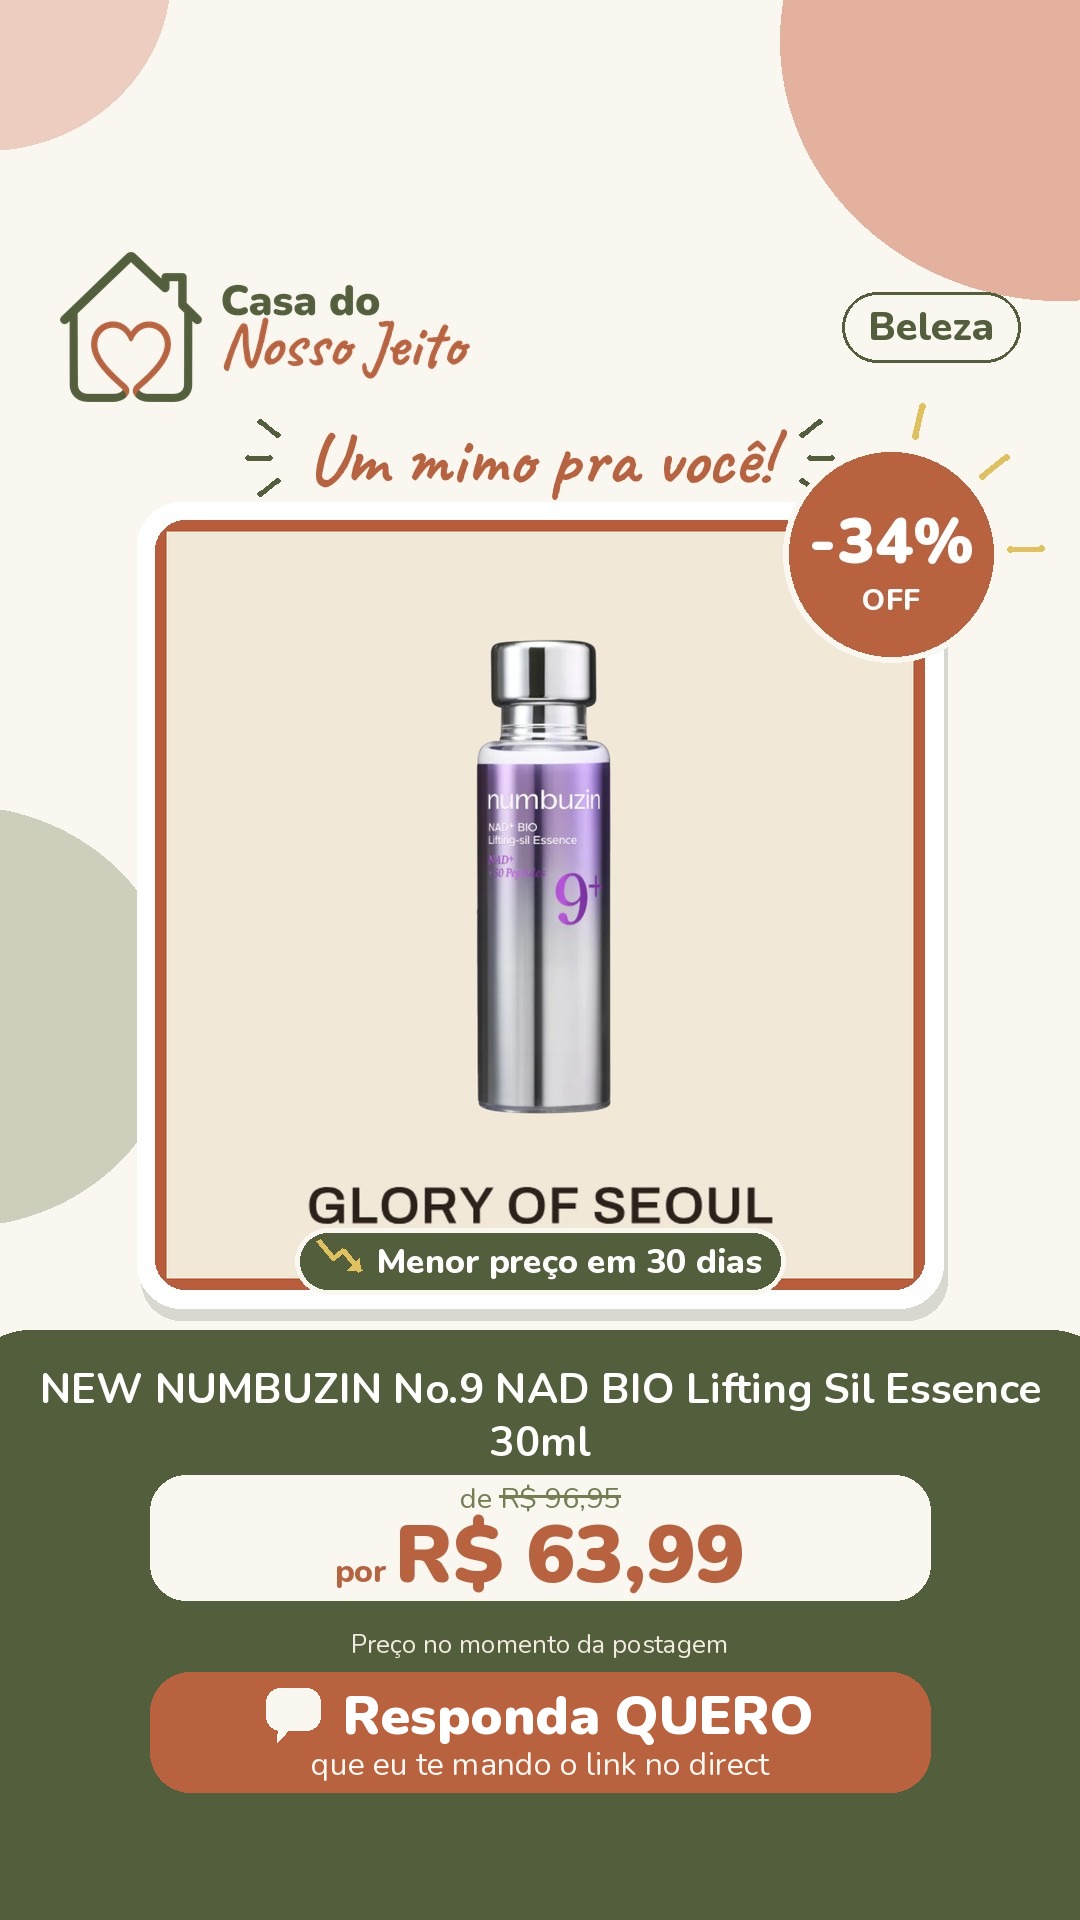 Casa do
Nosso Jeito
Beleza
Um mimo pra você!
-34%
OFF
numbuzin
NAD+ BIO
Lifting-sil Essence
NAD+
9+
GLORY OF SEOUL
Menor preço em 30 dias
NEW NUMBUZIN No.9 NAD BIO Lifting Sil Essence
30ml
de R$ 96,95
por R$ 63,99
Preço no momento da postagem
Responda QUERO
que eu te mando o link no direct